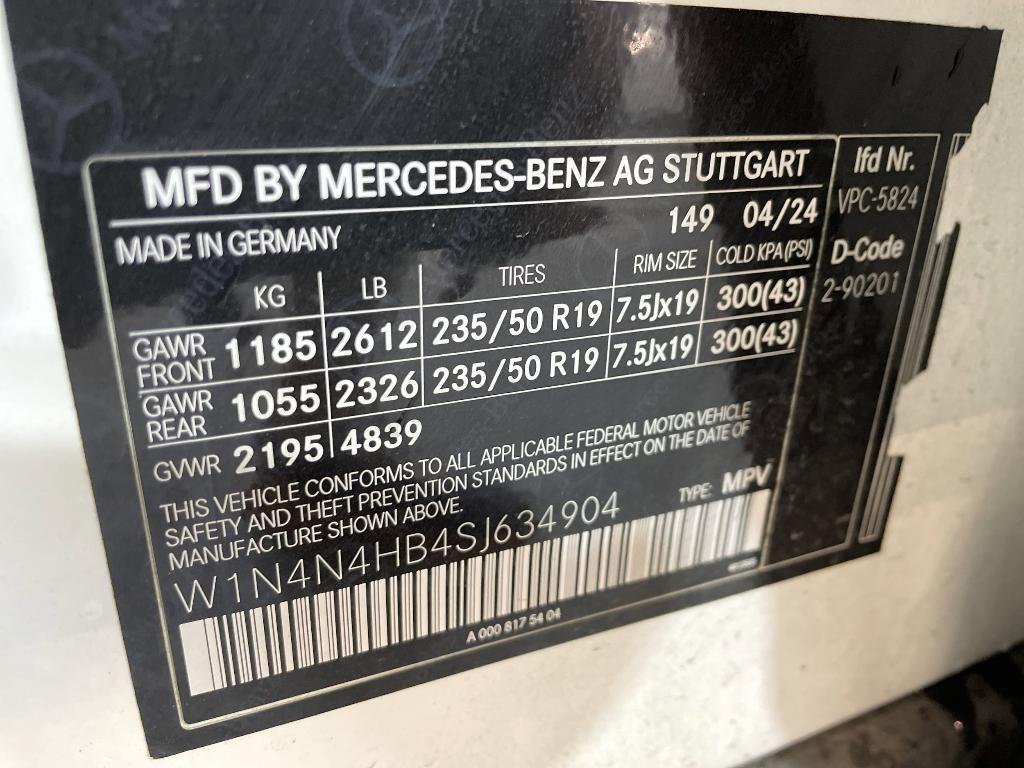 MFD BY MERCEDES-BENZ AG STUTTGART
MADE IN GERMANY 149 04/24
KG LB TIRES RIM SIZE COLD KPA(PSI)
GAWR FRONT 1185 2612 235/50 R19 7.5Jx19 300(43)
GAWR REAR 1055 2326 235/50 R19 7.5Jx19 300(43)
GVWR 2195 4839
THIS VEHICLE CONFORMS TO ALL APPLICABLE FEDERAL MOTOR VEHICLE
SAFETY AND THEFT PREVENTION STANDARDS IN EFFECT ON THE DATE OF
MANUFACTURE SHOWN ABOVE.
TYPE: MPV
W1N4N4HB4SJ634904
A 000 817 54 04
lfd Nr.
VPC-5824
D-Code
2-90201